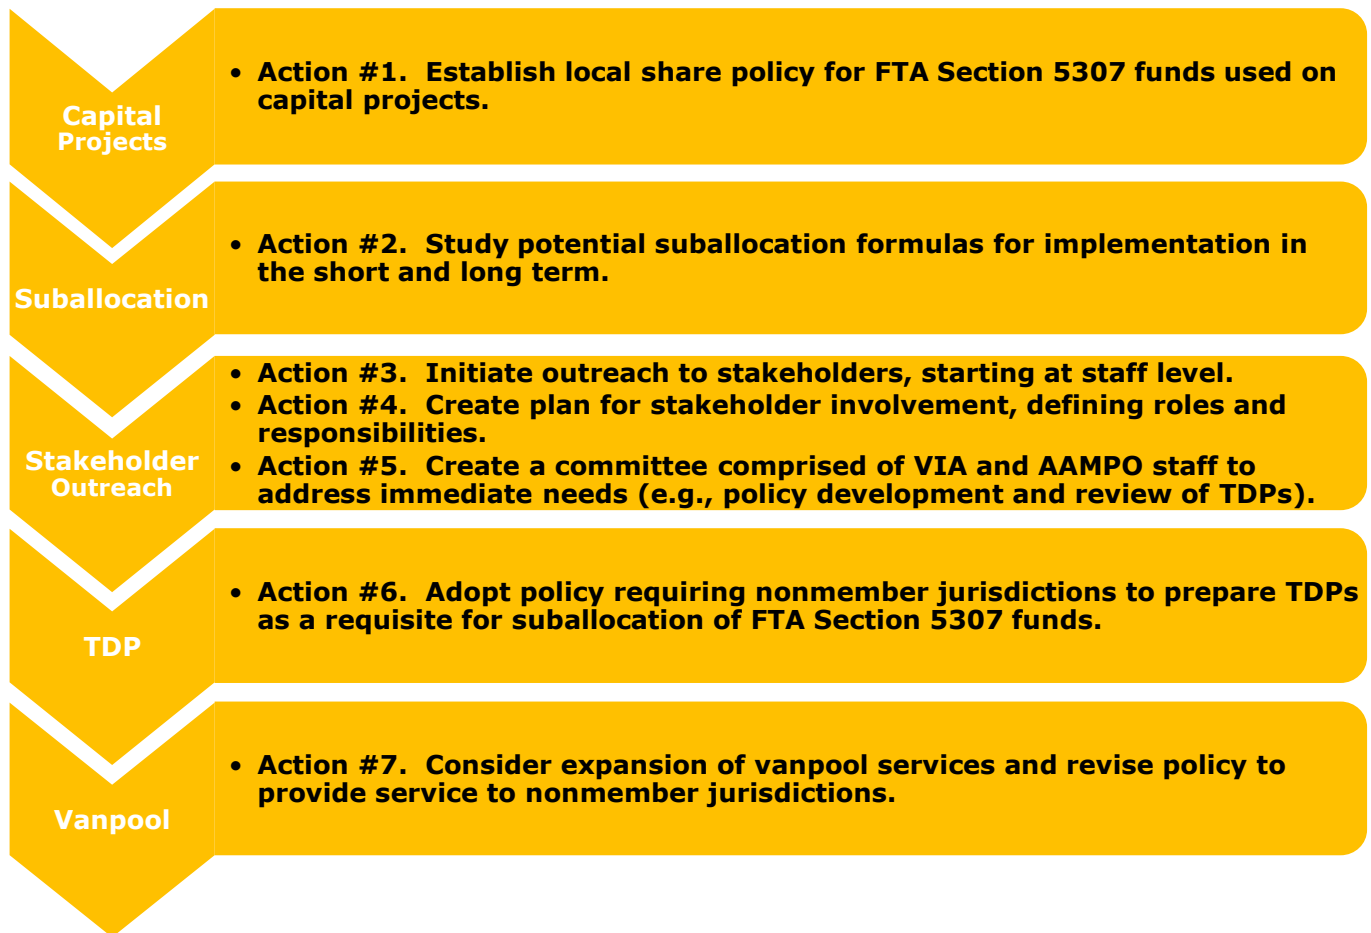 Capital
Projects
• Action #1.  Establish local share policy for FTA Section 5307 funds used on
capital projects.
Suballocation
• Action #2.  Study potential suballocation formulas for implementation in
the short and long term.
Stakeholder
Outreach
• Action #3.  Initiate outreach to stakeholders, starting at staff level.
• Action #4.  Create plan for stakeholder involvement, defining roles and
responsibilities.
• Action #5.  Create a committee comprised of VIA and AAMPO staff to
address immediate needs (e.g., policy development and review of TDPs).
TDP
• Action #6.  Adopt policy requiring nonmember jurisdictions to prepare TDPs
as a requisite for suballocation of FTA Section 5307 funds.
Vanpool
• Action #7.  Consider expansion of vanpool services and revise policy to
provide service to nonmember jurisdictions.